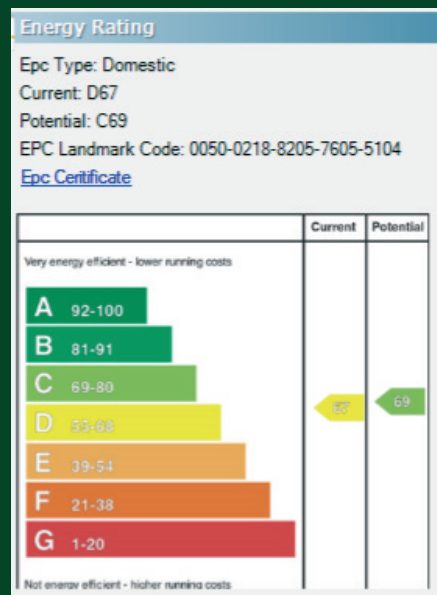 Energy Rating
Epc Type: Domestic
Current: D67
Potential: C69
EPC Landmark Code: 0050-0218-8205-7605-5104
Epc Ceritificate
Current Potential
Very energy efficient - lower running costs
A 92-100
B 81-91
C 69-80
D 55-68
E 39-54
F 21-38
G 1-20
67 69
Not energy efficient - higher running costs